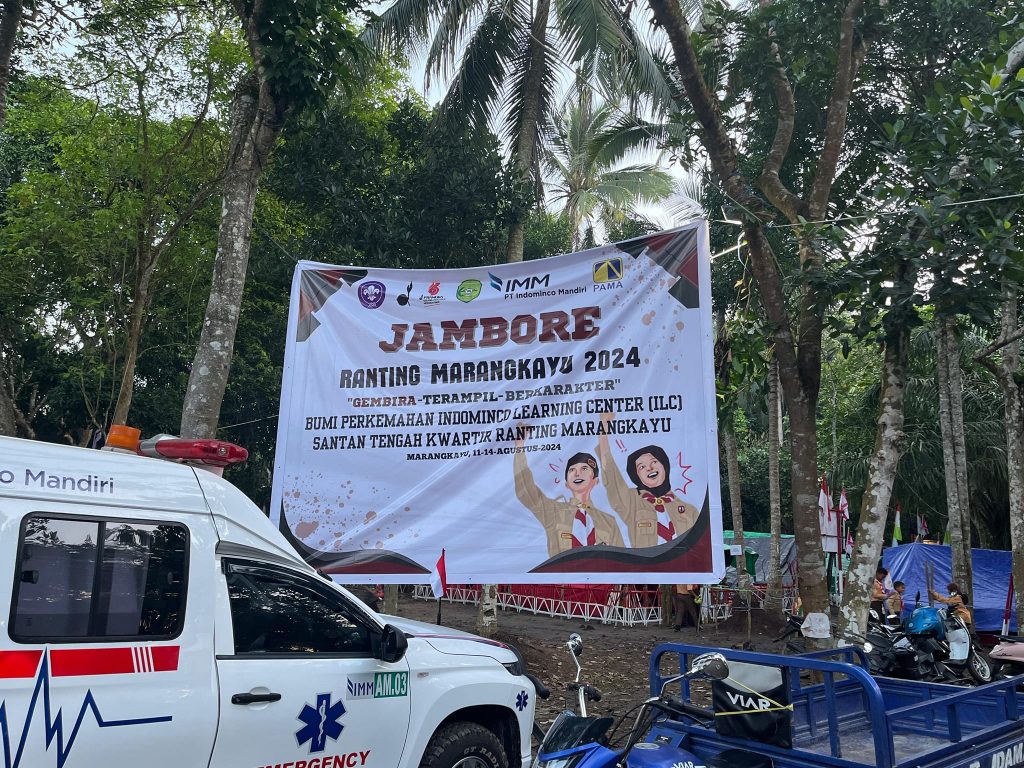 IMM
PT Indominco Mandiri
PAMA
JAMBORE
RANTING MARANGKAYU 2024
"GEMBIRA-TERAMPIL-BERKARAKTER"
BUMI PERKEMAHAN INDOMINCO LEARNING CENTER (ILC)
SANTAN TENGAH KWARTIR RANTING MARANGKAYU
MARANGKAYU, 11-14-AGUSTUS-2024
Mandiri
IMM AM.03
EMERGENCY
VIAR